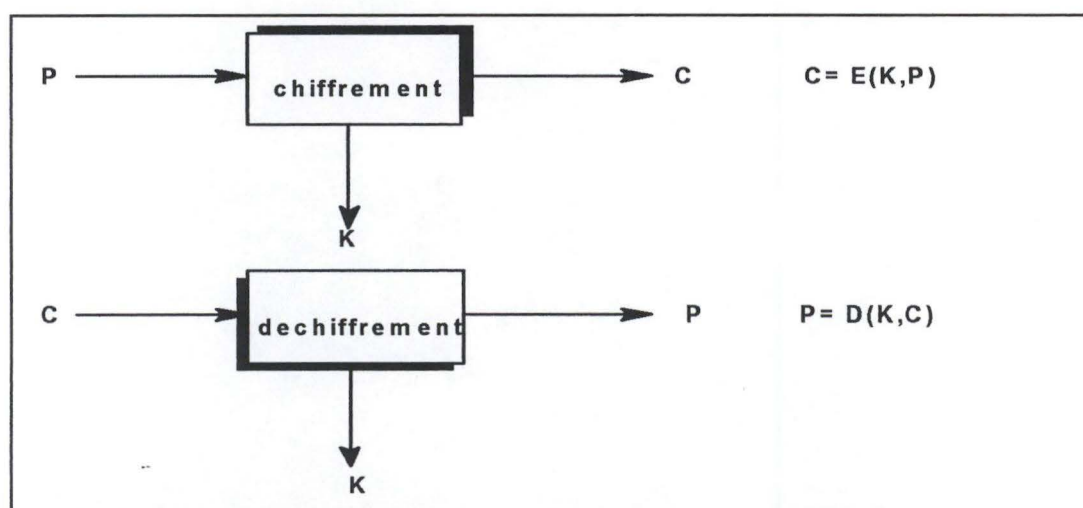 P chiffrement C C= E(K,P)
K
C dechiffrement P P= D(K,C)
K